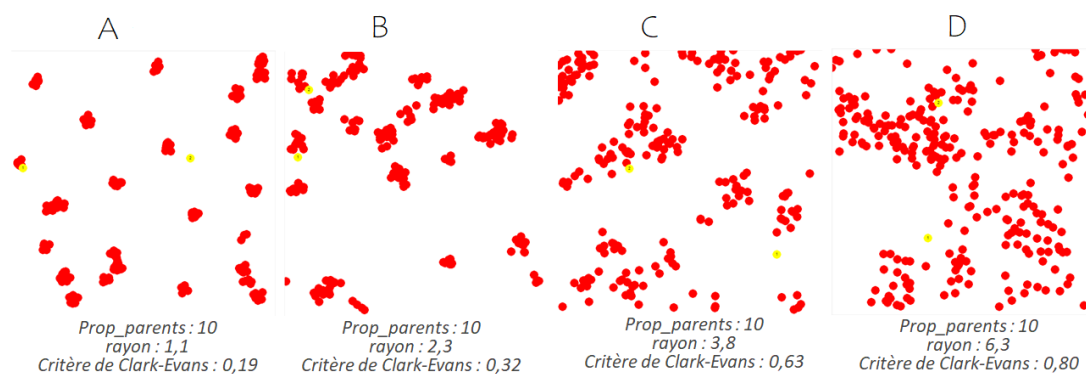 A
B
C
D
Prop_parents : 10
rayon : 1,1
Critère de Clark-Evans : 0,19
Prop_parents : 10
rayon : 2,3
Critère de Clark-Evans : 0,32
Prop_parents : 10
rayon : 3,8
Critère de Clark-Evans : 0,63
Prop_parents : 10
rayon : 6,3
Critère de Clark-Evans : 0,80